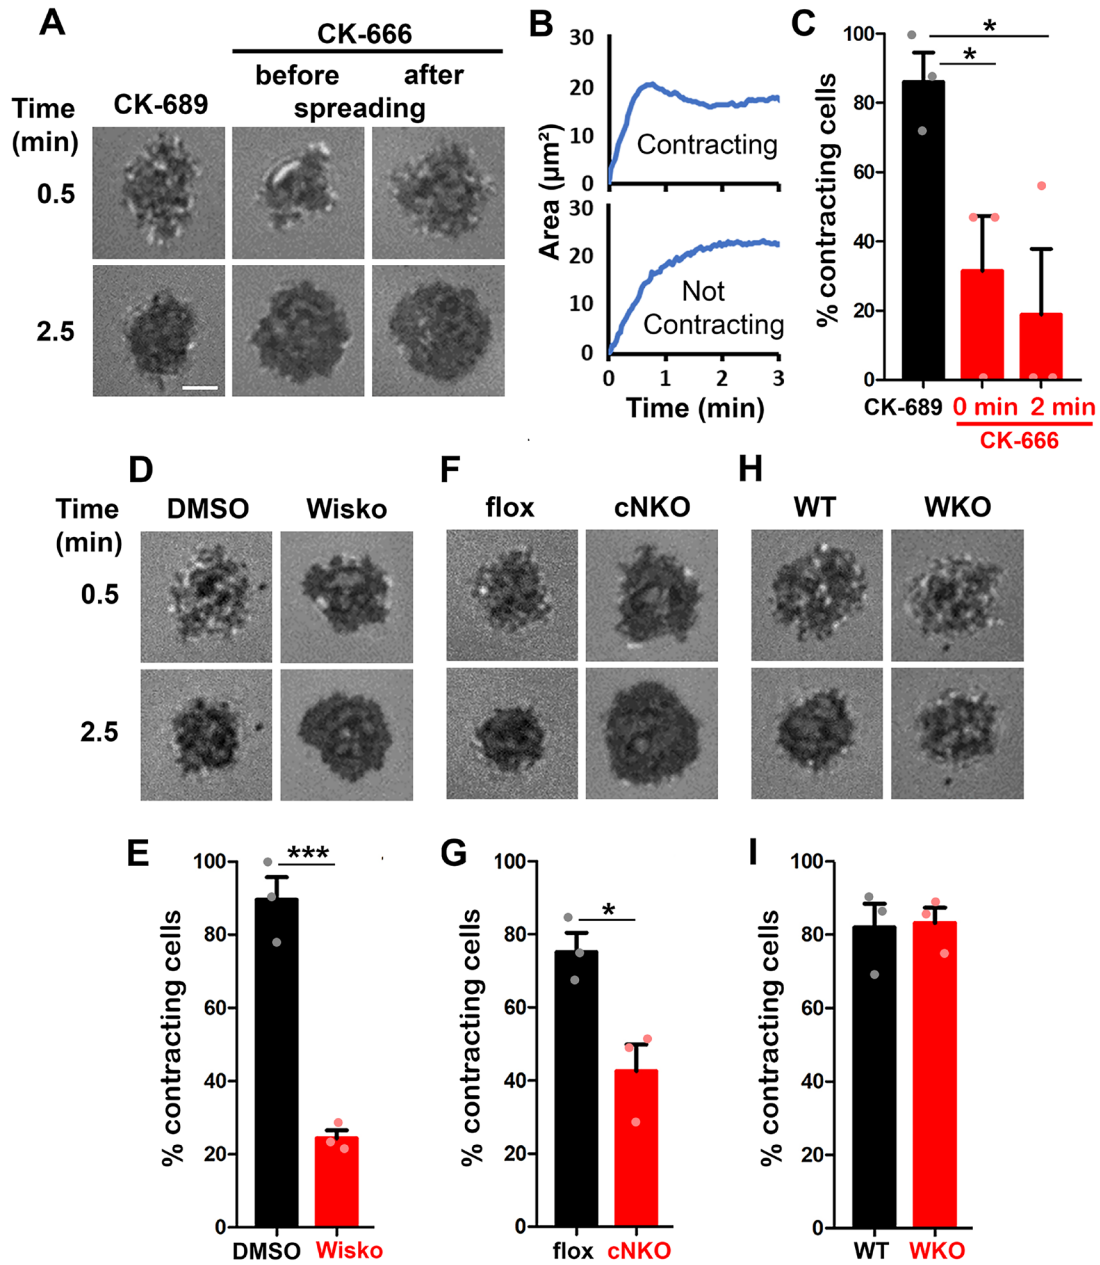 A
CK-666
before after
spreading
CK-689
Time
(min)
0.5
2.5
B
Area (µm²)
30
20
10
0
Contracting
30
20
10
0
Not
Contracting
0 1 2 3
Time (min)
C
% contracting cells
100
80
60
40
20
0
*
*
CK-689 0 min 2 min
CK-666
D
Time
(min)
DMSO Wisko
0.5
2.5
F
flox cNKO
H
WT WKO
E
% contracting cells
100
80
60
40
20
0
***
DMSO Wisko
G
% contracting cells
100
80
60
40
20
0
*
flox cNKO
I
% contracting cells
100
80
60
40
20
0
WT WKO